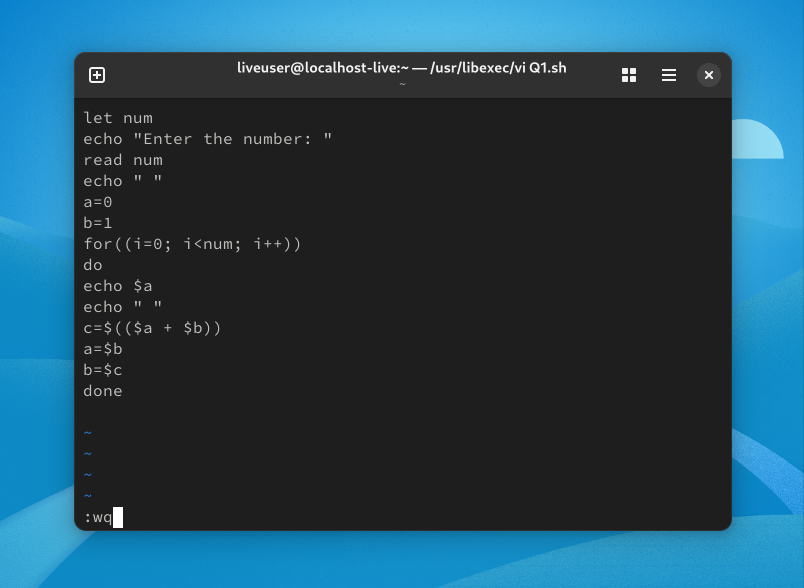 liveuser@localhost-live:~ — /usr/libexec/vi Q1.sh
~
let num
echo "Enter the number: "
read num
echo " "
a=0
b=1
for((i=0; i<num; i++))
do
echo $a
echo " "
c=$(($a + $b))
a=$b
b=$c
done
~
~
~
~
:wq